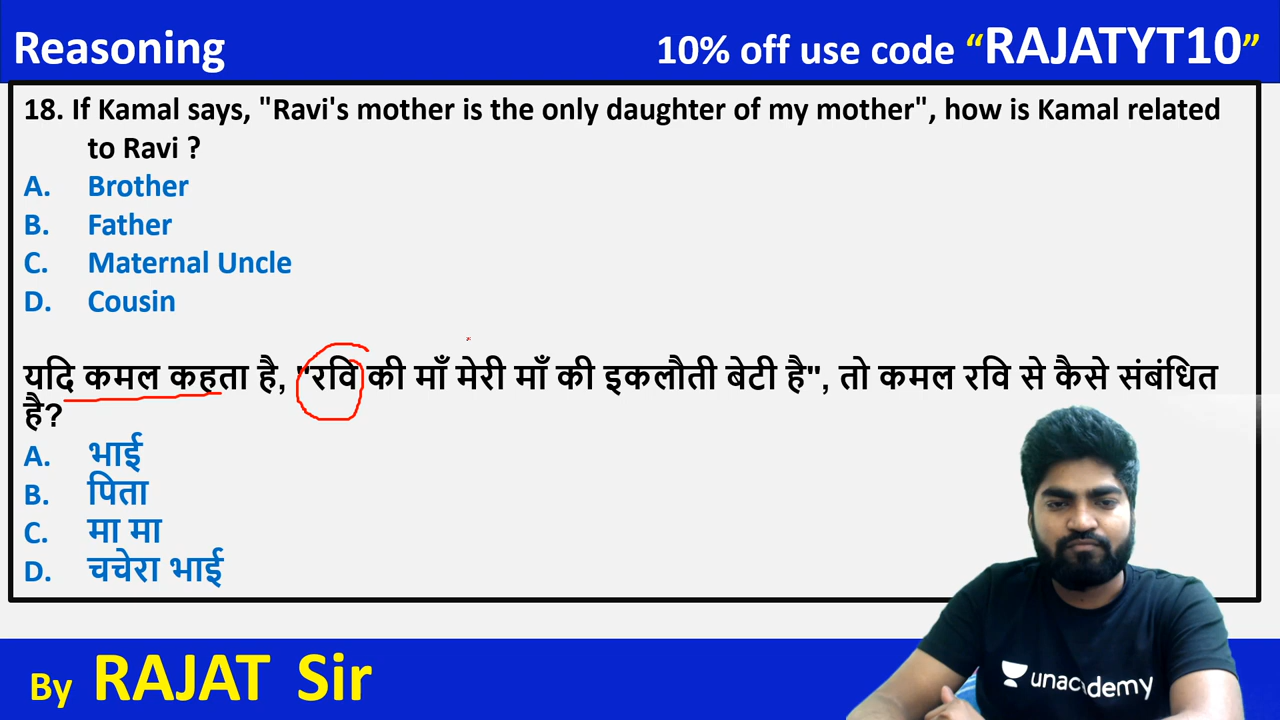 Reasoning
10% off use code “RAJATYT10”
18. If Kamal says, "Ravi's mother is the only daughter of my mother", how is Kamal related
to Ravi ?
A. Brother
B. Father
C. Maternal Uncle
D. Cousin
यदि कमल कहता है, "रवि की माँ मेरी माँ की इकलौती बेटी है", तो कमल रवि से कैसे संबंधित
है?
A. भाई
B. पिता
C. मा मा
D. चचेरा भाई
unacademy
By RAJAT Sir